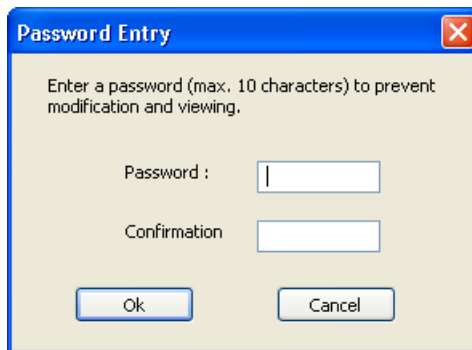 Password Entry
Enter a password (max. 10 characters) to prevent
modification and viewing.
Password :
Confirmation
Ok
Cancel